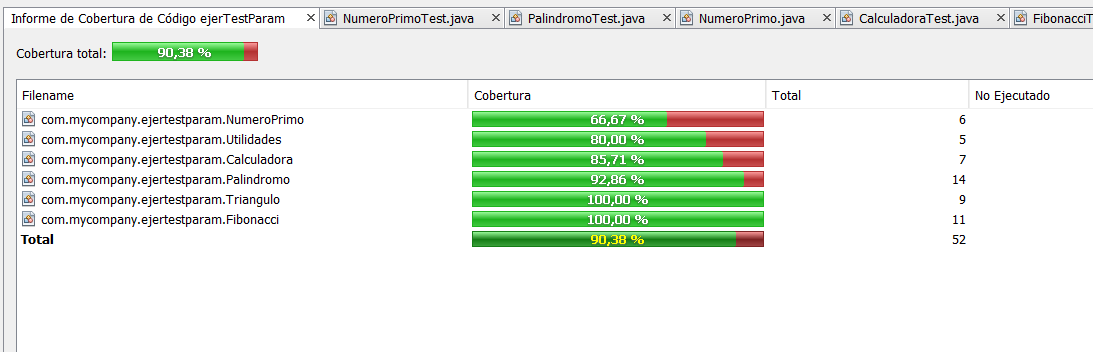 Informe de Cobertura de Código ejerTestParam × NumeroPrimoTest.java × PalindromoTest.java × NumeroPrimo.java × CalculadoraTest.java × FibonacciT
Cobertura total: 90,38 %
Filename Cobertura Total No Ejecutado
com.mycompany.ejertestparam.NumeroPrimo 66,67 % 6
com.mycompany.ejertestparam.Utilidades 80,00 % 5
com.mycompany.ejertestparam.Calculadora 85,71 % 7
com.mycompany.ejertestparam.Palindromo 92,86 % 14
com.mycompany.ejertestparam.Triangulo 100,00 % 9
com.mycompany.ejertestparam.Fibonacci 100,00 % 11
Total 90,38 % 52